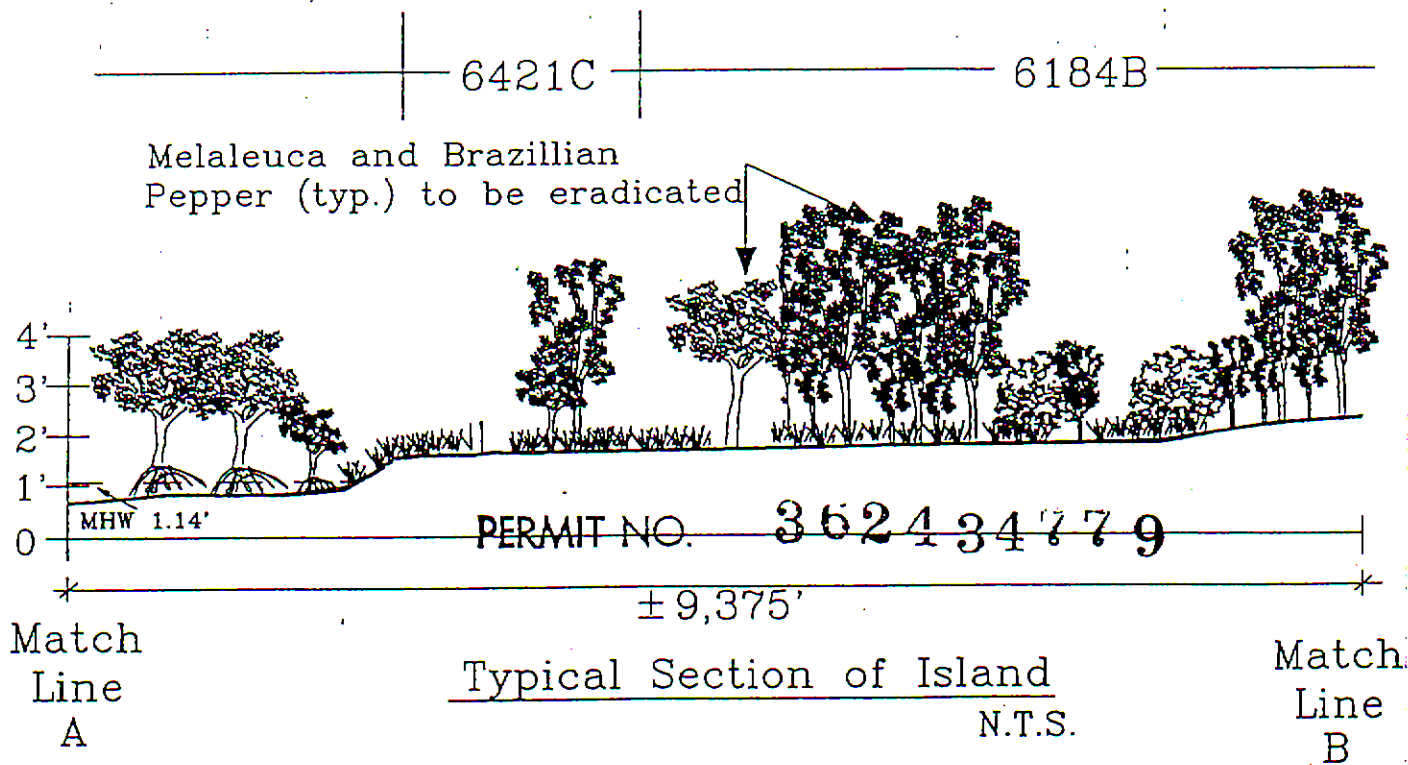 6421C 6184B
Melaleuca and Brazillian
Pepper (typ.) to be eradicated
4'
3'
2'
1'
MHW 1.14'
0
PERMIT NO. 362434779
±9,375'
Match
Line
A
Typical Section of Island
N.T.S.
Match
Line
B